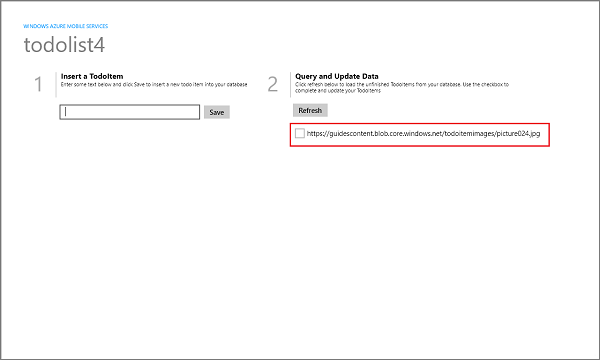 WINDOWS AZURE MOBILE SERVICES
todolist4
1
Insert a TodoItem
Enter some text below and click Save to insert a new todo item into your database
Save
2
Query and Update Data
Click refresh below to load the unfinished TodoItems from your database. Use the checkbox to
complete and update your TodoItems
Refresh
https://guidescontent.blob.core.windows.net/todoitemimages/picture024.jpg